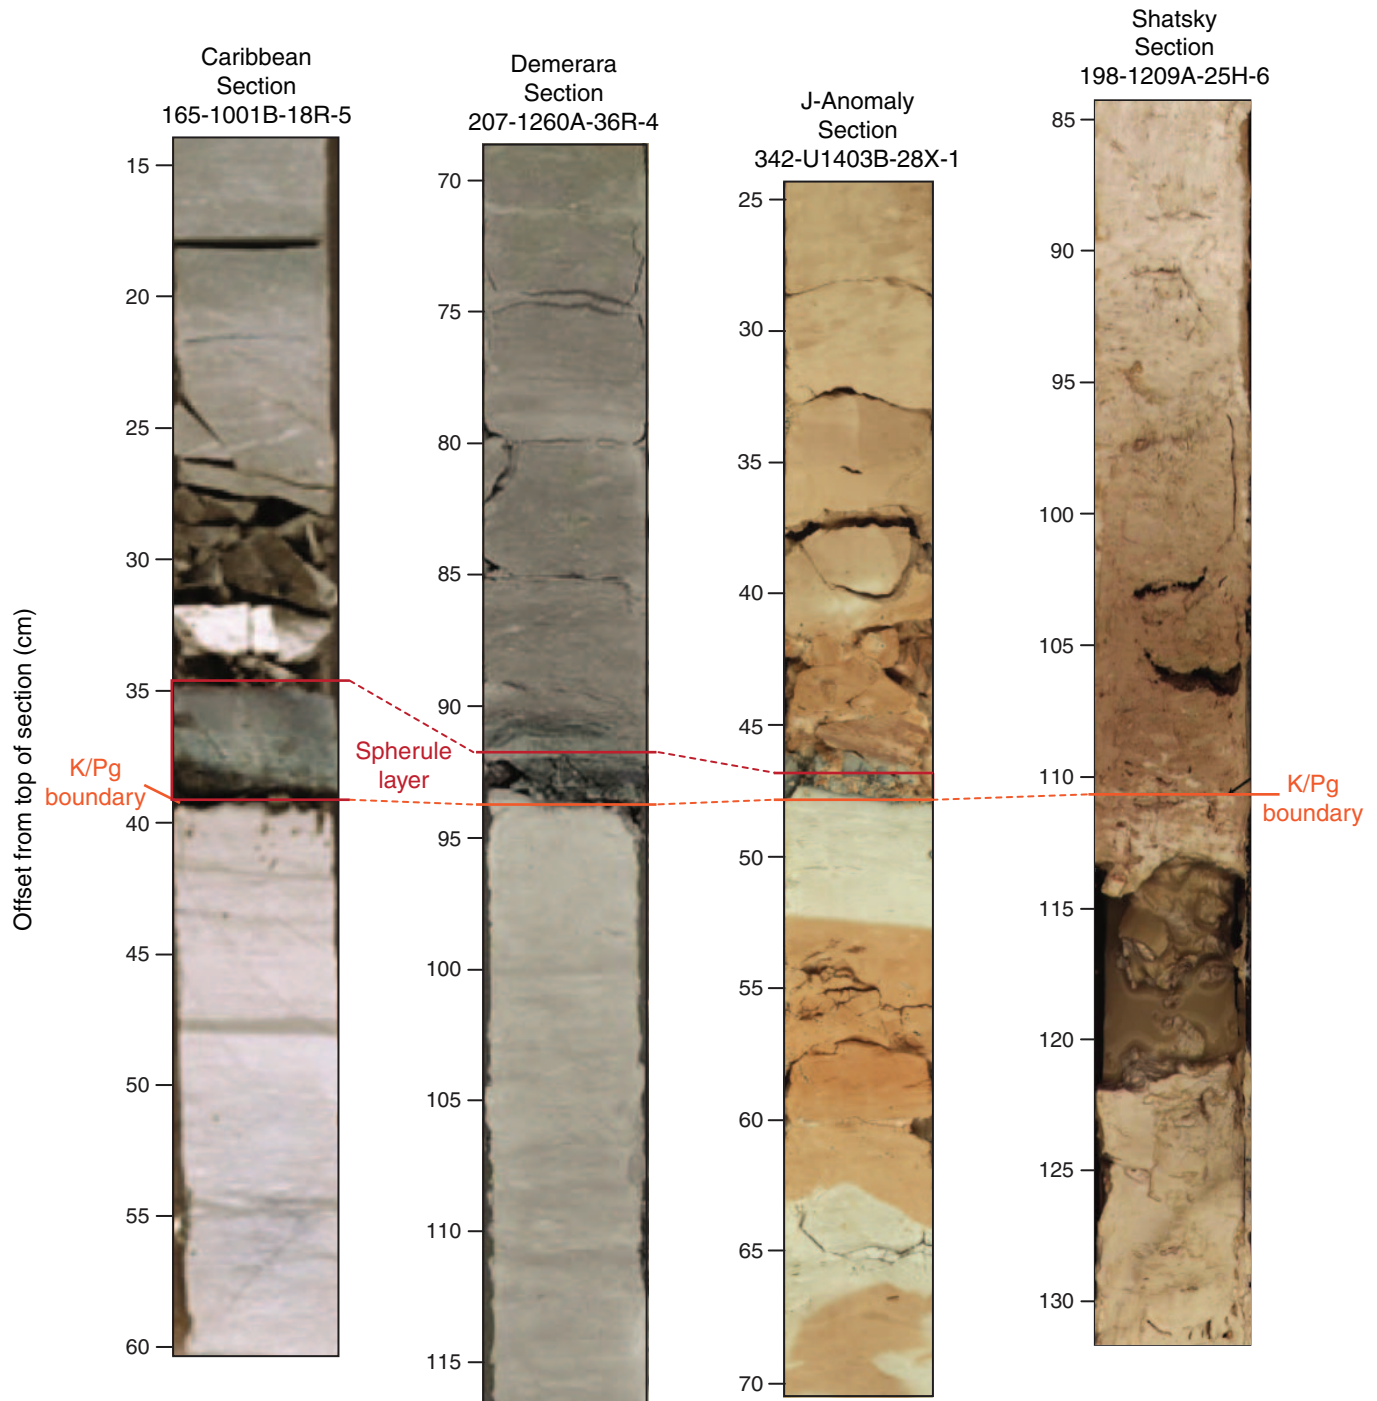 Caribbean
Section
165-1001B-18R-5
Demerara
Section
207-1260A-36R-4
J-Anomaly
Section
342-U1403B-28X-1
Shatsky
Section
198-1209A-25H-6
Offset from top of section (cm)
15
20
25
30
35
40
45
50
55
60
K/Pg
boundary
Spherule
layer
70
75
80
85
90
95
100
105
110
115
25
30
35
40
45
50
55
60
65
70
85
90
95
100
105
110
115
120
125
130
K/Pg
boundary